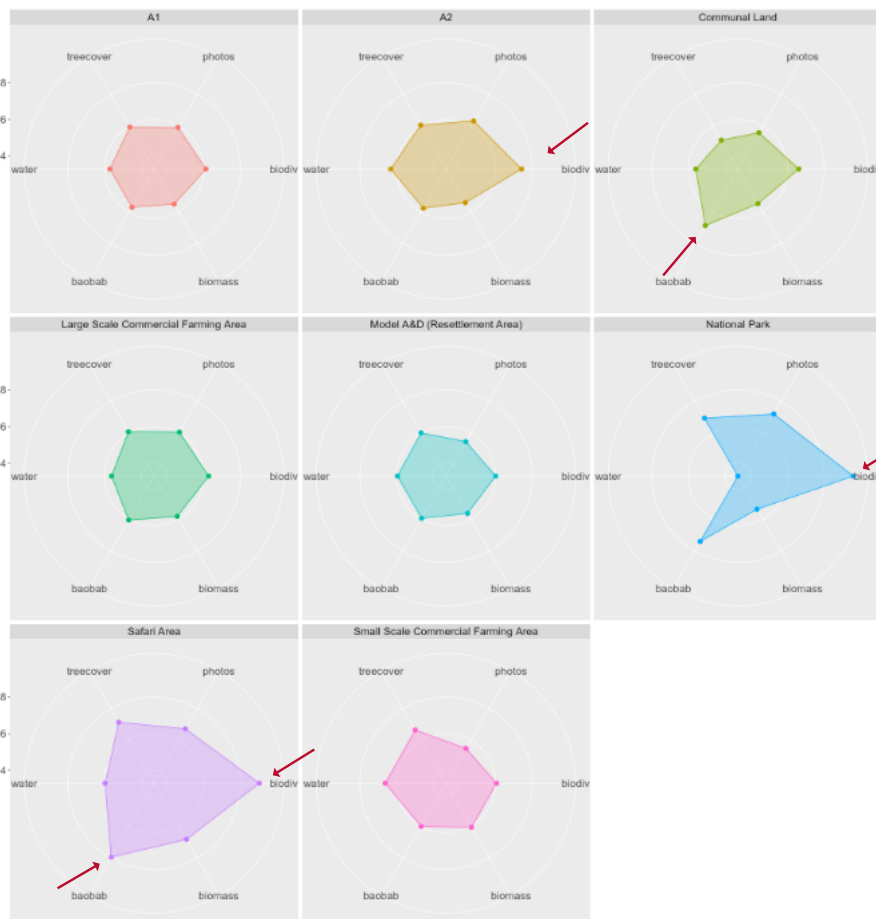 A1
A2
Communal Land
treecover photos
treecover photos
treecover photos
8
6
4
water biodiv
water biodiv
water biodiv
baobab biomass
baobab biomass
baobab biomass
Large Scale Commercial Farming Area
Model A&D (Resettlement Area)
National Park
treecover photos
treecover photos
treecover photos
8
6
4
water biodiv
water biodiv
water biodiv
baobab biomass
baobab biomass
baobab biomass
Safari Area
Small Scale Commercial Farming Area
treecover photos
treecover photos
8
6
4
water biodiv
water biodiv
baobab biomass
baobab biomass